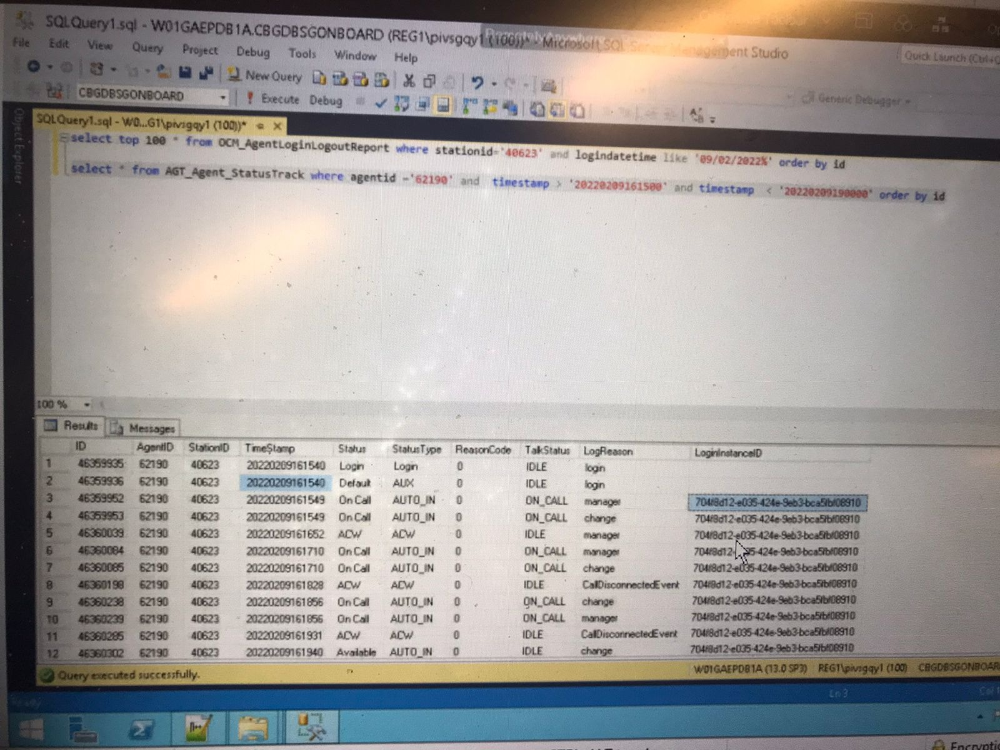 SQLQuery1.sql - W01GAEPDB1A.CBGDBSGONBOARD (REG1\pivsgqy1 (100))* - Microsoft SQL Server Management Studio
File Edit View Query Project Debug Tools Window Help
Quick Launch (Ctrl+Q
New Query
CBGDBSGONBOARD Execute Debug Generic Debugger
Object Explorer
SQLQuery1.sql - W0...G1\pivsgqy1 (100))*
select top 100 * from OCM_AgentLoginLogoutReport where stationid='40623' and logindatetime like '09/02/2022%' order by id
select * from AGT_Agent_StatusTrack where agentid ='62190' and timestamp > '20220209161500' and timestamp < '20220209190000' order by id
100 %
Results Messages
ID AgentID StationID TimeStamp Status StatusType ReasonCode TalkStatus LogReason LoginInstanceID
1 46359935 62190 40623 20220209161540 Login Login 0 IDLE login
2 46359936 62190 40623 20220209161540 Default AUX 0 IDLE login
3 46359952 62190 40623 20220209161549 On Call AUTO_IN 0 ON_CALL manager 704f8d12-e035-424e-9eb3-bca5fbf08910
4 46359953 62190 40623 20220209161549 On Call AUTO_IN 0 ON_CALL change 704f8d12-e035-424e-9eb3-bca5fbf08910
5 46360039 62190 40623 20220209161652 ACW ACW 0 IDLE manager 704f8d12-e035-424e-9eb3-bca5fbf08910
6 46360084 62190 40623 20220209161710 On Call AUTO_IN 0 ON_CALL manager 704f8d12-e035-424e-9eb3-bca5fbf08910
7 46360085 62190 40623 20220209161710 On Call AUTO_IN 0 ON_CALL change 704f8d12-e035-424e-9eb3-bca5fbf08910
8 46360198 62190 40623 20220209161828 ACW ACW 0 IDLE CallDisconnectedEvent 704f8d12-e035-424e-9eb3-bca5fbf08910
9 46360238 62190 40623 20220209161856 On Call AUTO_IN 0 ON_CALL change 704f8d12-e035-424e-9eb3-bca5fbf08910
10 46360239 62190 40623 20220209161856 On Call AUTO_IN 0 ON_CALL manager 704f8d12-e035-424e-9eb3-bca5fbf08910
11 46360285 62190 40623 20220209161931 ACW ACW 0 IDLE CallDisconnectedEvent 704f8d12-e035-424e-9eb3-bca5fbf08910
12 46360302 62190 40623 20220209161940 Available AUTO_IN 0 IDLE change 704f8d12-e035-424e-9eb3-bca5fbf08910
Query executed successfully. W01GAEPDB1A (13.0 SP3) REG1\pivsgqy1 (100) CBGDBSGONBOAR
Ready Ln 3 Col 1
N++
Encryptio